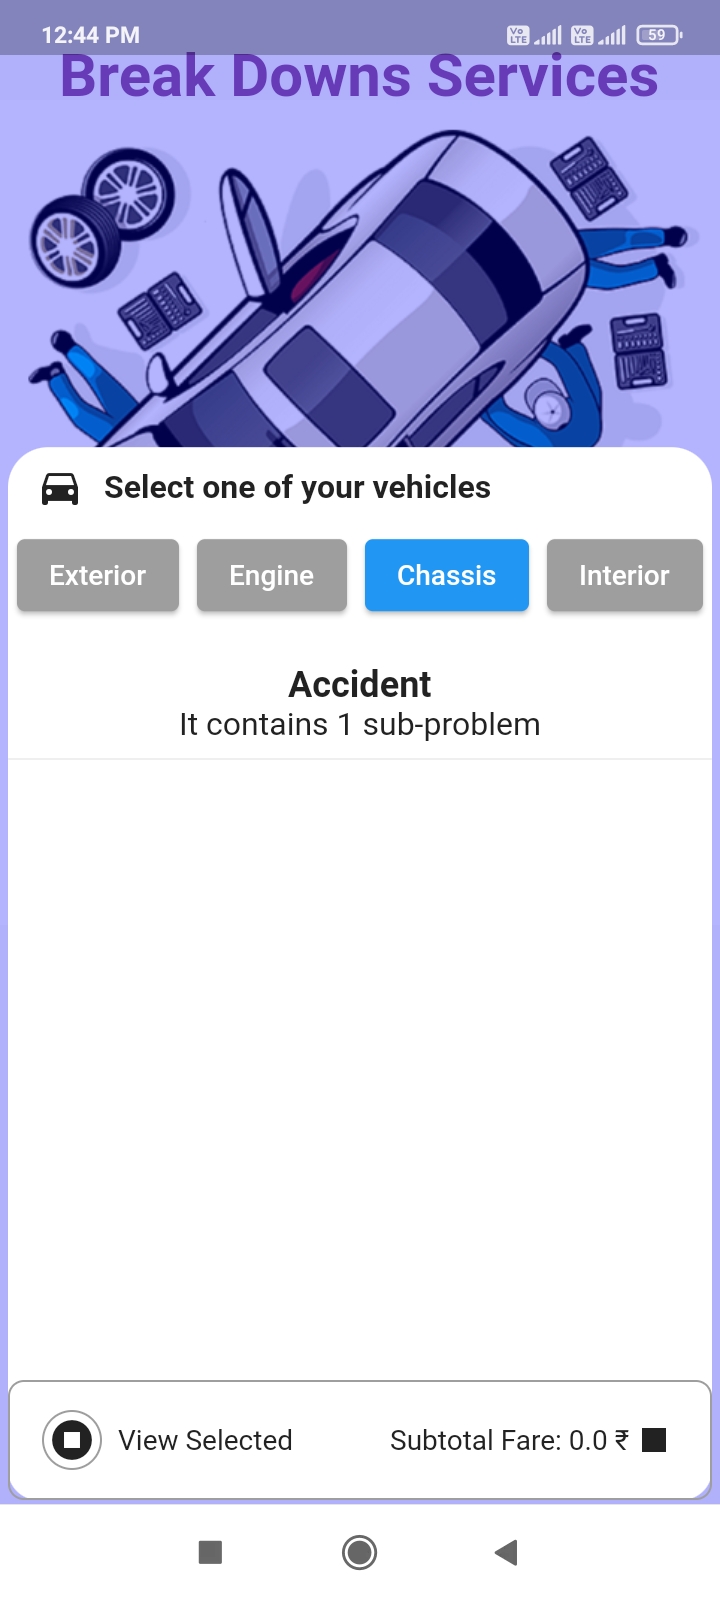 12:44 PM
Vo LTE Vo LTE 59
Break Downs Services
Select one of your vehicles
Exterior Engine Chassis Interior
Accident
It contains 1 sub-problem
View Selected Subtotal Fare: 0.0 ₹